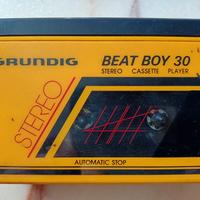 GRUNDIG
BEAT BOY 30
STEREO CASSETTE PLAYER
STEREO
AUTOMATIC STOP